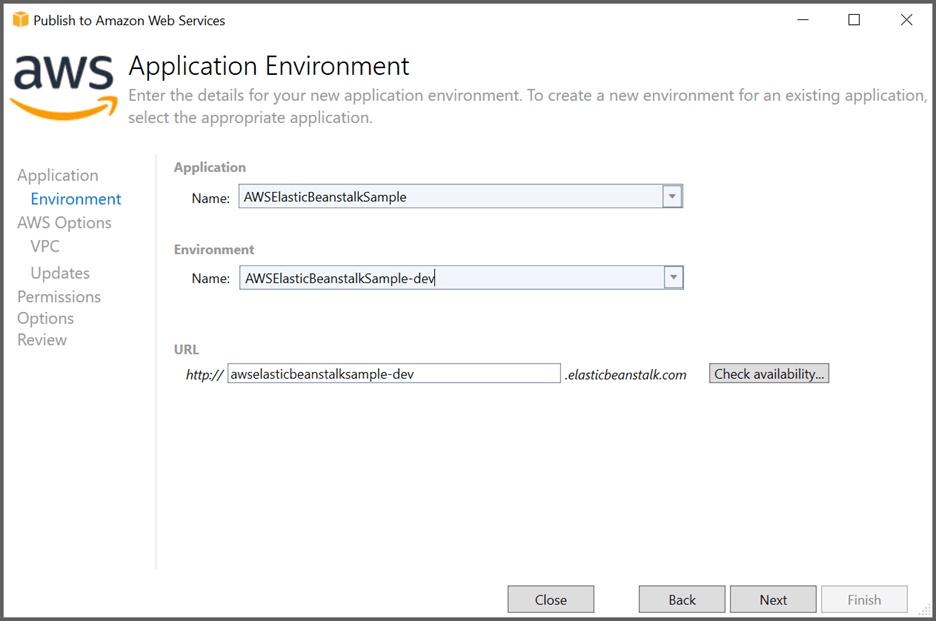 Publish to Amazon Web Services
aws
Application Environment
Enter the details for your new application environment. To create a new environment for an existing application,
select the appropriate application.
Application
Environment
AWS Options
VPC
Updates
Permissions
Options
Review
Application
Name: AWSElasticBeanstalkSample
Environment
Name: AWSElasticBeanstalkSample-dev
URL
http:// awselasticbeanstalksample-dev .elasticbeanstalk.com Check availability...
Close Back Next Finish